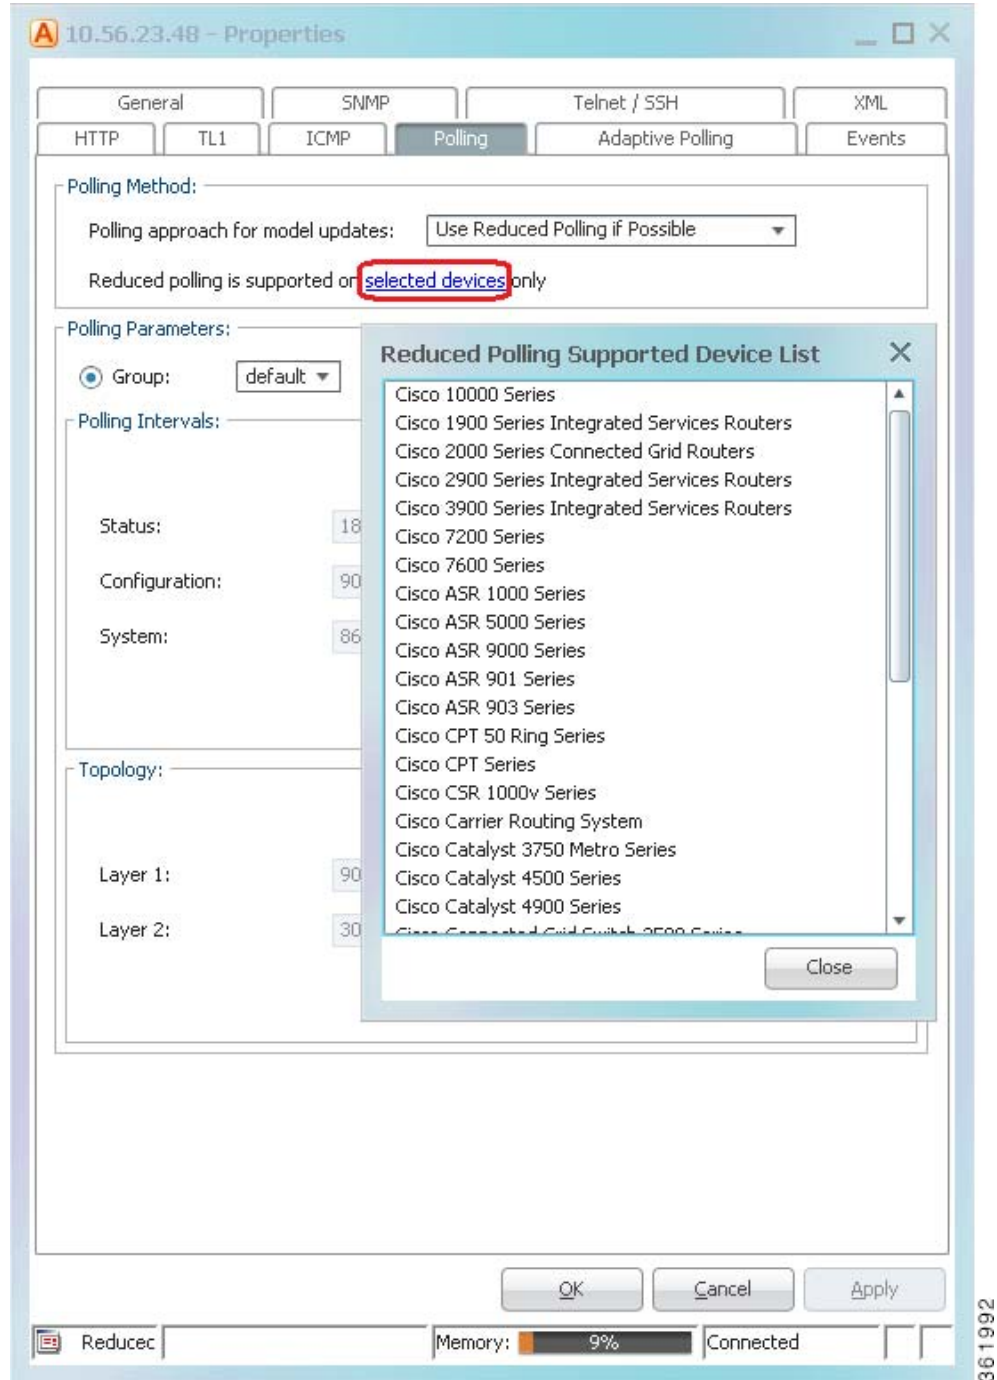 10.56.23.48 - Properties
General SNMP Telnet / SSH XML
HTTP TL1 ICMP Polling Adaptive Polling Events
Polling Method:
Polling approach for model updates: Use Reduced Polling if Possible
Reduced polling is supported on selected devices only
Polling Parameters:
Group: default
Polling Intervals:
Status: 18
Configuration: 90
System: 86
Topology:
Layer 1: 90
Layer 2: 30
Reduced Polling Supported Device List
Cisco 10000 Series
Cisco 1900 Series Integrated Services Routers
Cisco 2000 Series Connected Grid Routers
Cisco 2900 Series Integrated Services Routers
Cisco 3900 Series Integrated Services Routers
Cisco 7200 Series
Cisco 7600 Series
Cisco ASR 1000 Series
Cisco ASR 5000 Series
Cisco ASR 9000 Series
Cisco ASR 901 Series
Cisco ASR 903 Series
Cisco CPT 50 Ring Series
Cisco CPT Series
Cisco CSR 1000v Series
Cisco Carrier Routing System
Cisco Catalyst 3750 Metro Series
Cisco Catalyst 4500 Series
Cisco Catalyst 4900 Series
Cisco Connected Grid Switch 2500 Series
Close
OK Cancel Apply
Reducec Memory: 9% Connected
361992